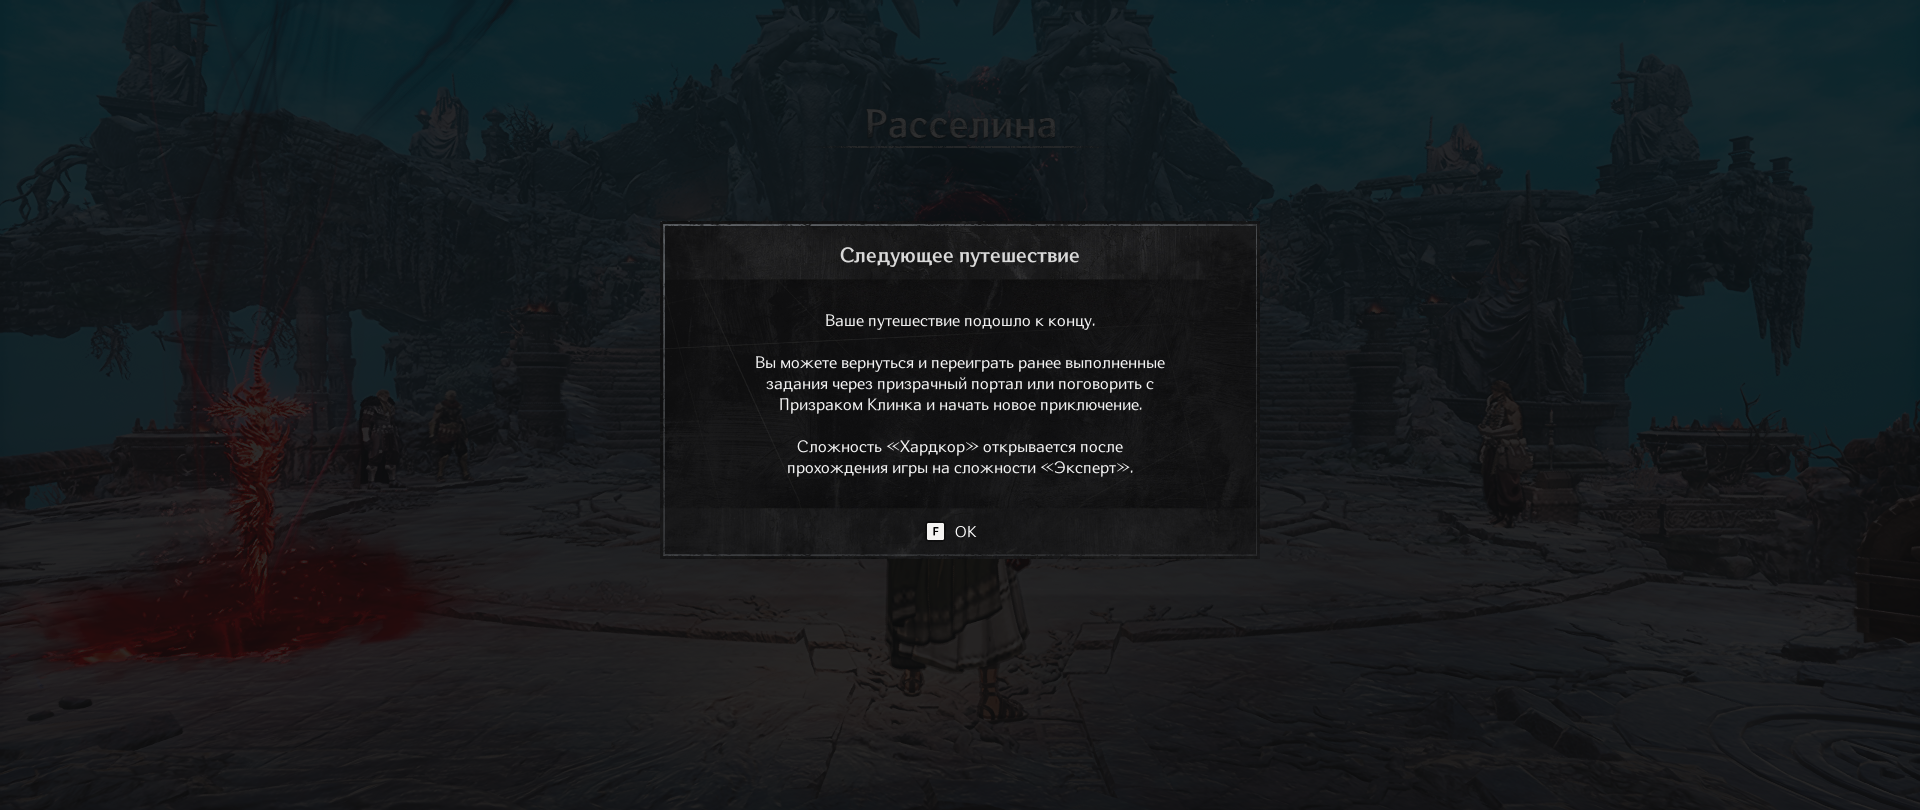 Расселина
Следующее путешествие
Ваше путешествие подошло к концу.
Вы можете вернуться и переиграть ранее выполненные
задания через призрачный портал или поговорить с
Призраком Клинка и начать новое приключение.
Сложность «Хардкор» открывается после
прохождения игры на сложности «Эксперт».
F OK